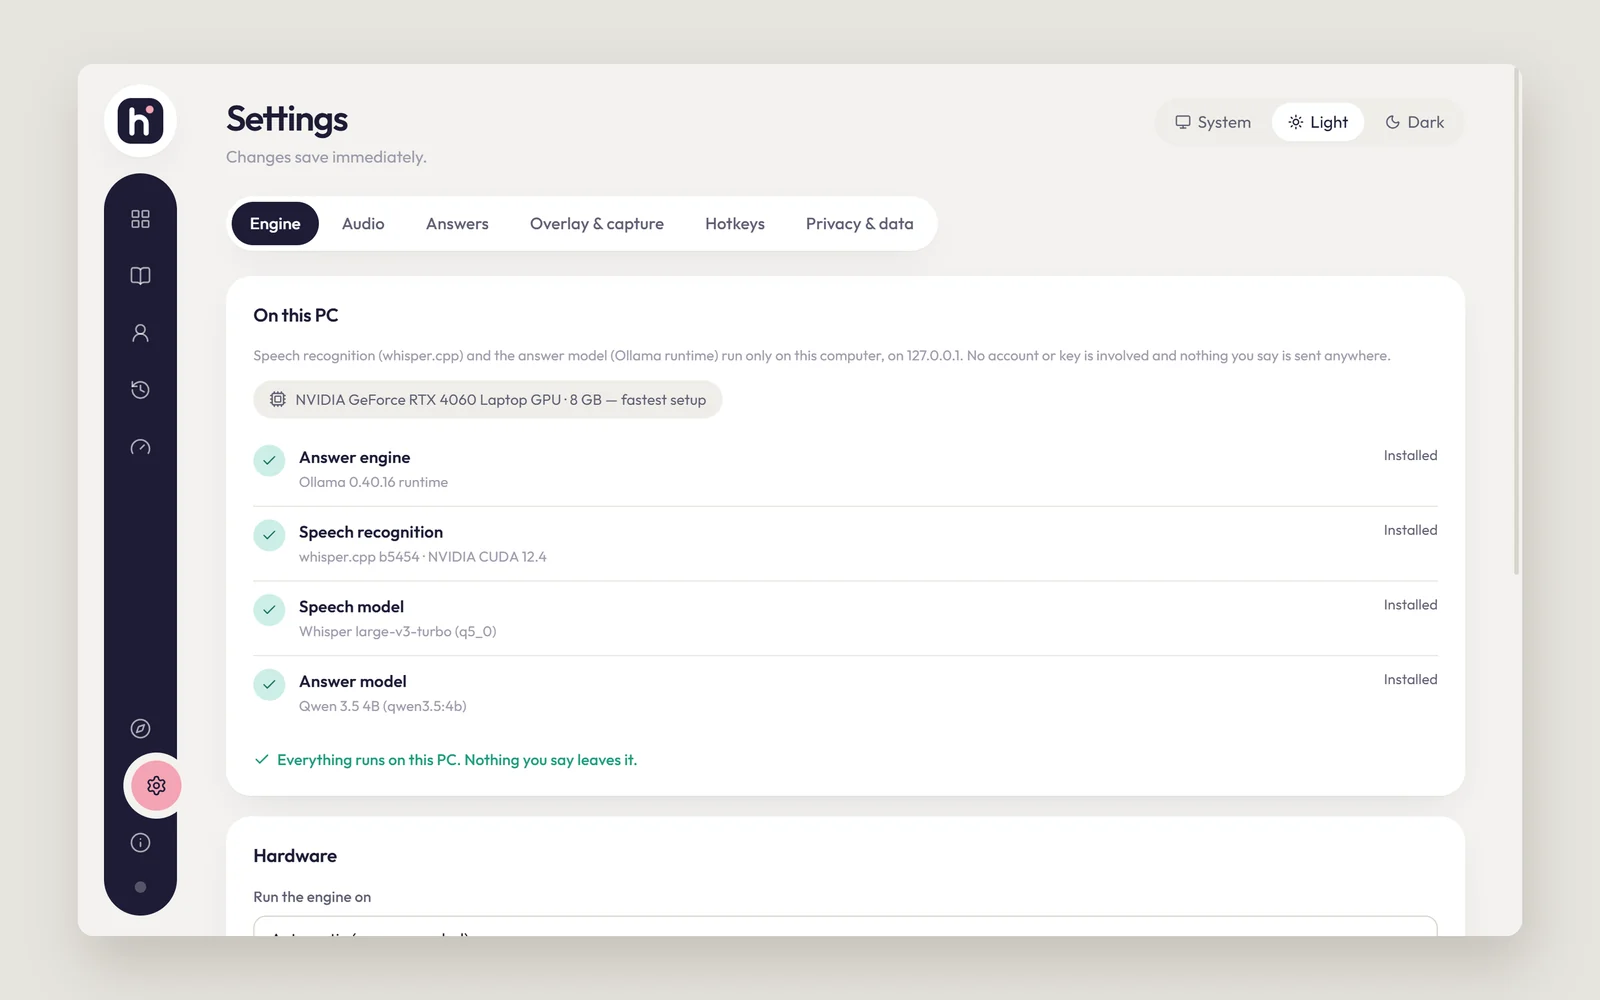 h
Settings
Changes save immediately.
System
Light
Dark
Engine
Audio
Answers
Overlay & capture
Hotkeys
Privacy & data
On this PC
Speech recognition (whisper.cpp) and the answer model (Ollama runtime) run only on this computer, on 127.0.0.1. No account or key is involved and nothing you say is sent anywhere.
NVIDIA GeForce RTX 4060 Laptop GPU · 8 GB — fastest setup
Answer engine
Installed
Ollama 0.40.16 runtime
Speech recognition
Installed
whisper.cpp b5454 · NVIDIA CUDA 12.4
Speech model
Installed
Whisper large-v3-turbo (q5_0)
Answer model
Installed
Qwen 3.5 4B (qwen3.5:4b)
Everything runs on this PC. Nothing you say leaves it.
Hardware
Run the engine on